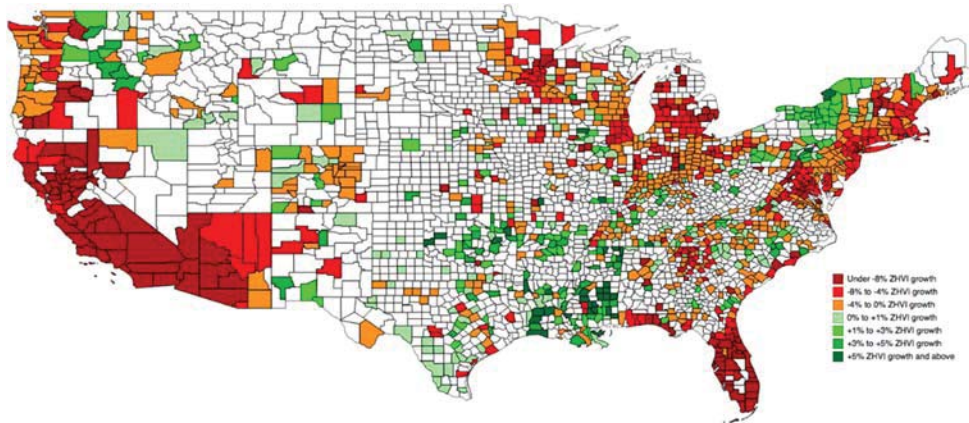 Under -8% ZHVI growth
-8% to -4% ZHVI growth
-4% to 0% ZHVI growth
0% to +1% ZHVI growth
+1% to +3% ZHVI growth
+3% to +5% ZHVI growth
+5% ZHVI growth and above